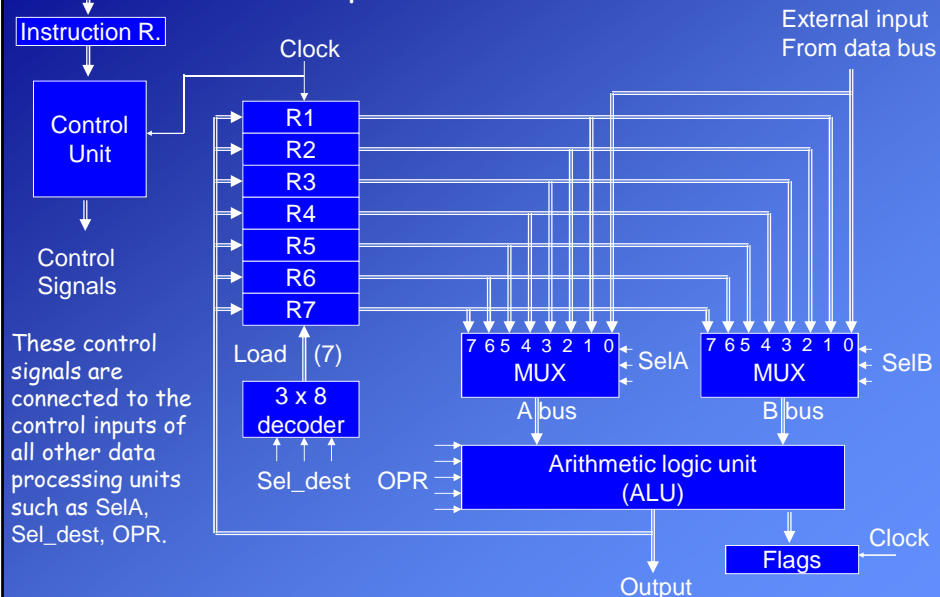 Instruction R.
Control
Unit
Control
Signals
These control
signals are
connected to the
control inputs of
all other data
processing units
such as SelA,
Sel_dest, OPR.
Clock
R1
R2
R3
R4
R5
R6
R7
Load (7)
3 x 8
decoder
Sel_dest
External input
From data bus
7 6 5 4 3 2 1 0
MUX
SelA
7 6 5 4 3 2 1 0
MUX
SelB
A bus
B bus
OPR
Arithmetic logic unit
(ALU)
Clock
Flags
Output